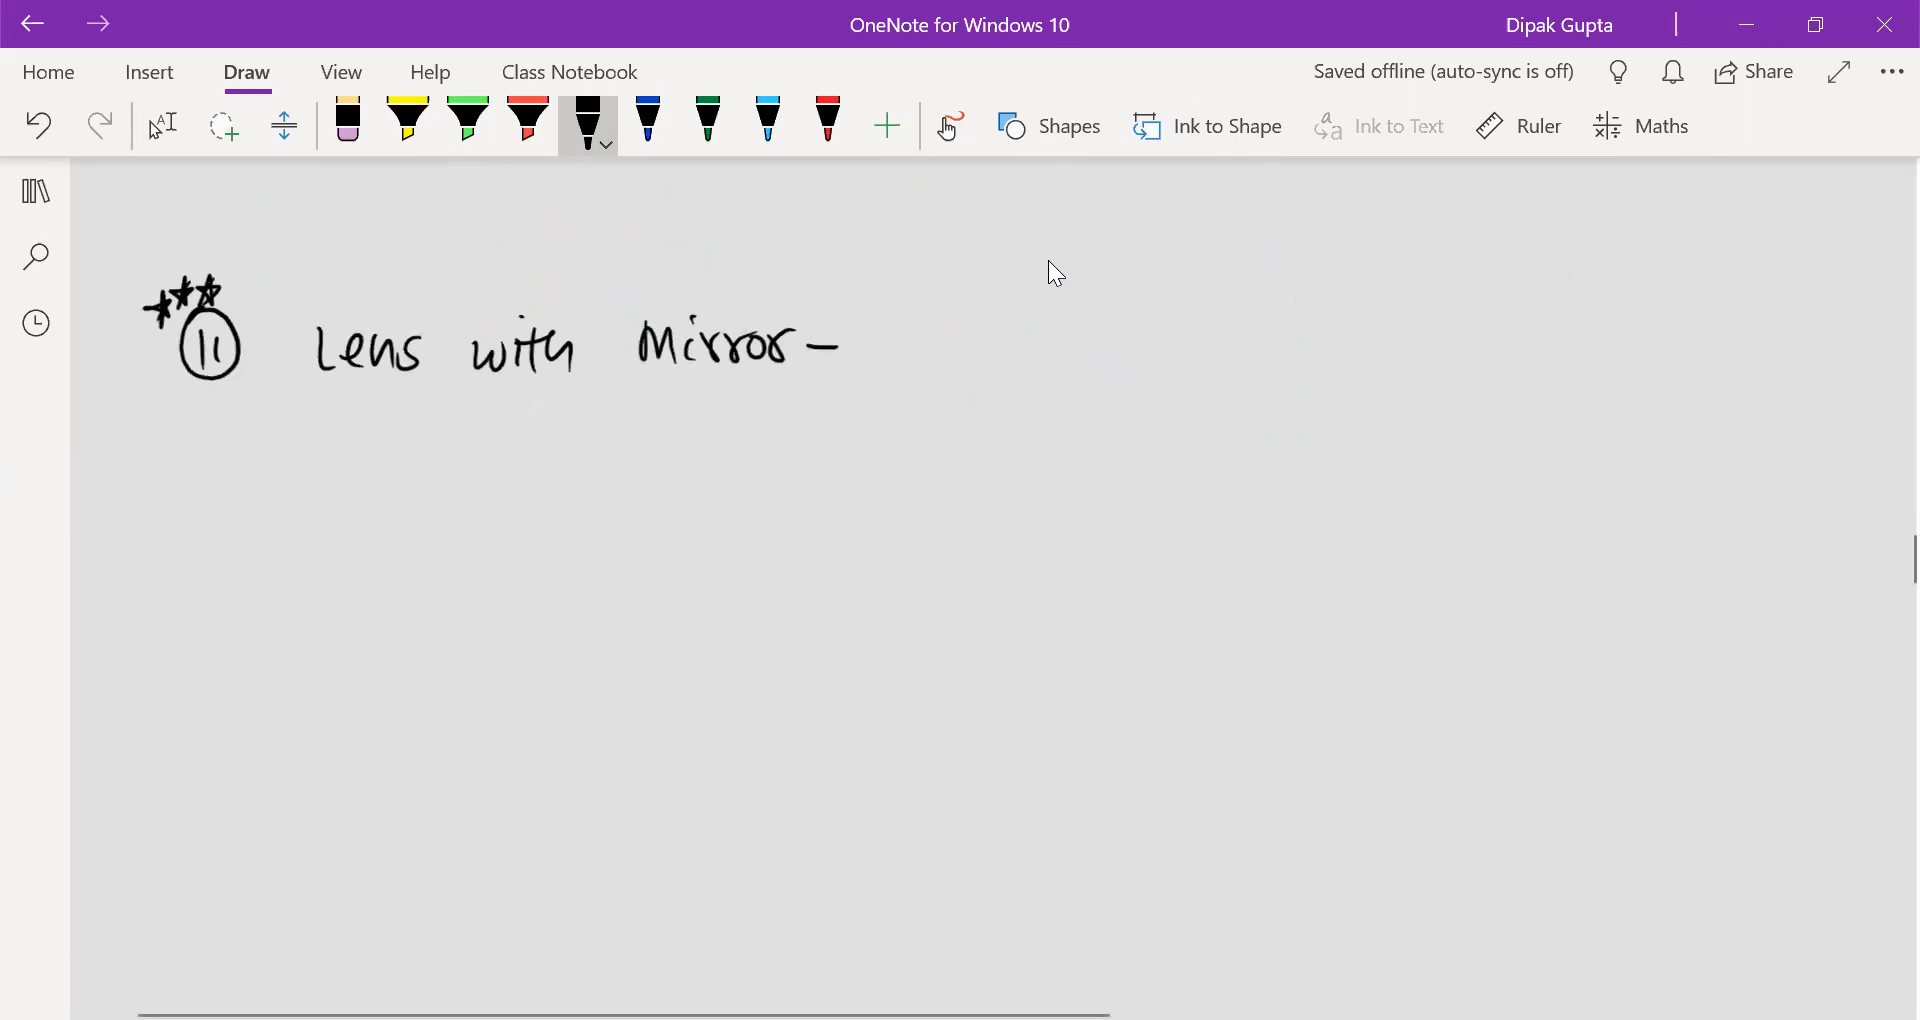 OneNote for Windows 10
Dipak Gupta
Home Insert Draw View Help Class Notebook
Saved offline (auto-sync is off) Share
Shapes Ink to Shape Ink to Text Ruler Maths
*** 11 Lens with Mirror -